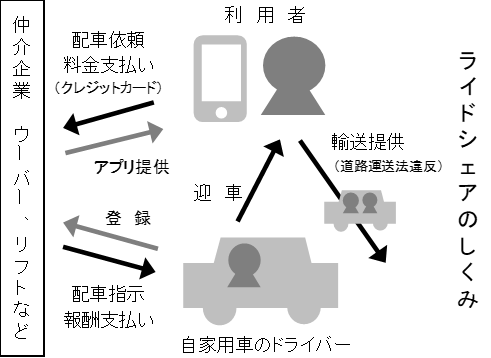 ライドシェアのしくみ
仲介企業　ウーバー、リフトなど
利用者
配車依頼
料金支払い
（クレジットカード）
アプリ提供
輸送提供
（道路運送法違反）
迎車
登録
配車指示
報酬支払い
自家用車のドライバー